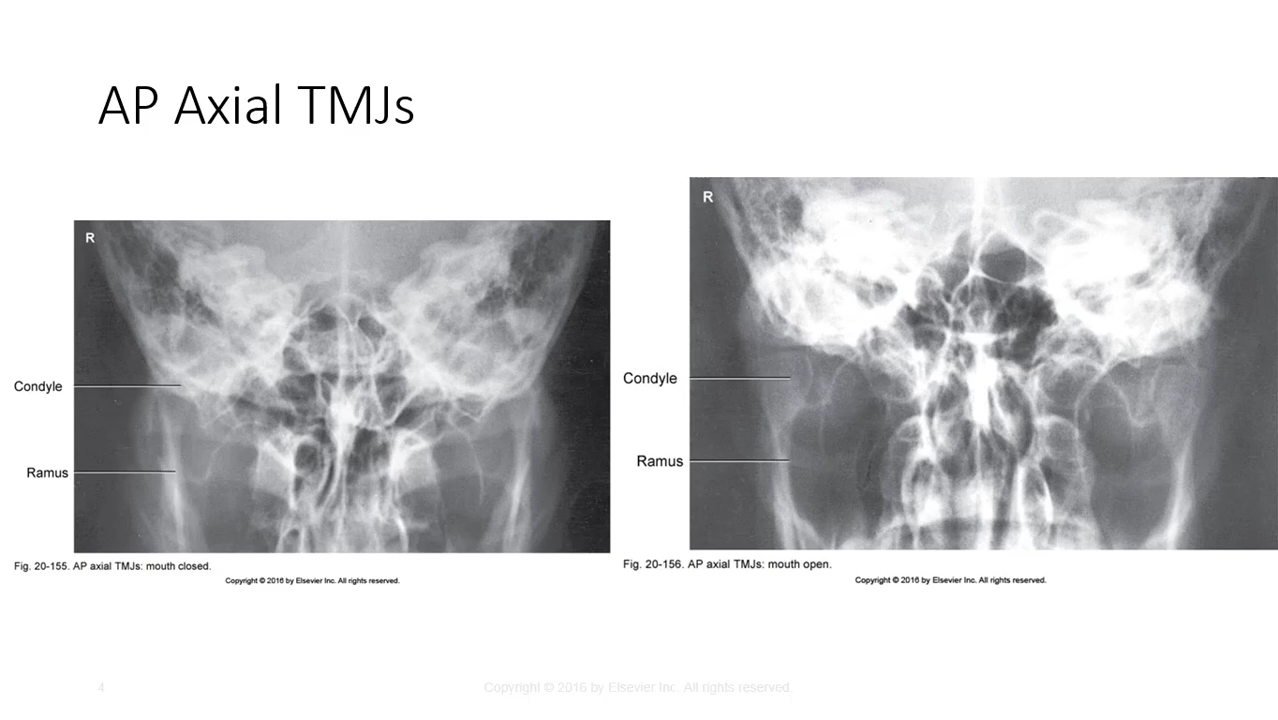 AP Axial TMJs
R
Condyle
Ramus
Fig. 20-155. AP axial TMJs: mouth closed.
Copyright © 2016 by Elsevier Inc. All rights reserved.
R
Condyle
Ramus
Fig. 20-156. AP axial TMJs: mouth open.
Copyright © 2016 by Elsevier Inc. All rights reserved.
4
Copyright © 2016 by Elsevier Inc. All rights reserved.